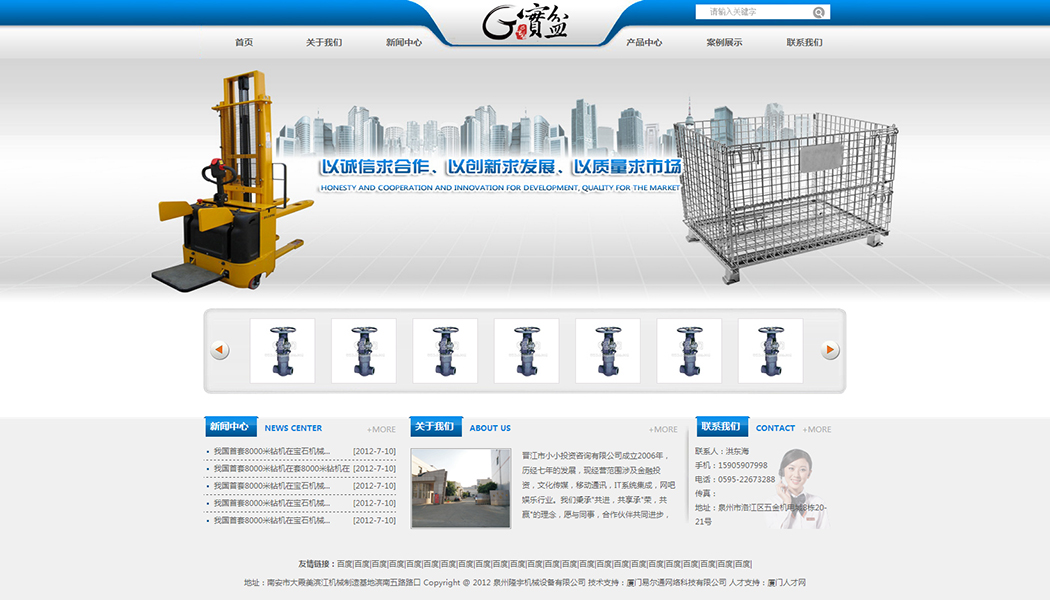 请输入关键字
寶盆
首页
关于我们
新闻中心
产品中心
案例展示
联系我们
以诚信求合作、以创新求发展、以质量求市场
HONESTY AND COOPERATION AND INNOVATION FOR DEVELOPMENT, QUALITY FOR THE MARKET
新闻中心 NEWS CENTER +MORE
我国首套8000米钻机在宝石机械... [2012-7-10]
我国首套8000米钻机在套8000米钻机在 [2012-7-10]
我国首套8000米钻机在宝石机械... [2012-7-10]
我国首套8000米钻机在宝石机械... [2012-7-10]
我国首套8000米钻机在宝石机械... [2012-7-10]
关于我们 ABOUT US +MORE
晋江市小小投资咨询有限公司成立2006年，
历经七年的发展，现经营范围涉及金融投
资，文化传媒，移动通讯，IT系统集成，网吧
娱乐行业。我们秉承“共进，共享承“荣，共
赢”的理念，愿与同事，合作伙伴共同进步，
联系我们 CONTACT +MORE
联系人：洪东海
手机：15905907998
电话：0595-22673288
传真：
地址：泉州市洛江区五金机电城8栋20-
21号
友情链接：百度|百度|百度|百度|百度|百度|百度|百度|百度|百度|百度|百度|百度|百度|百度|百度|百度|百度|百度|百度|百度|百度|百度|百度|
地址：南安市大霞美滨江机械制造基地滨南五路路口 Copyright @ 2012 泉州隆宇机械设备有限公司 技术支持：厦门易尔通网络科技有限公司 人才支持：厦门人才网